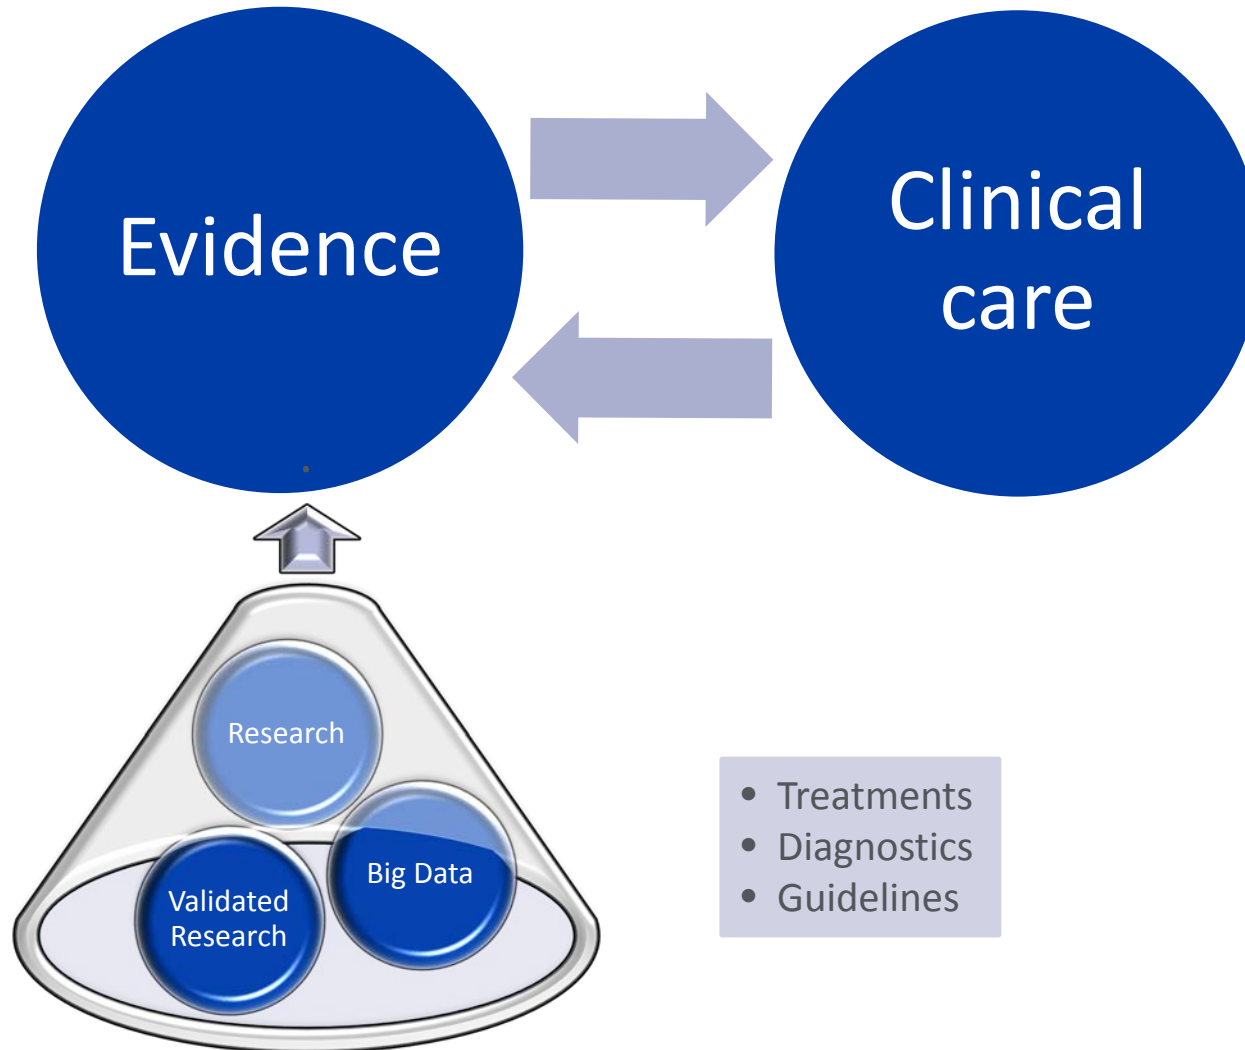 Evidence
Clinical
care
Research
Big Data
Validated
Research
• Treatments
• Diagnostics
• Guidelines